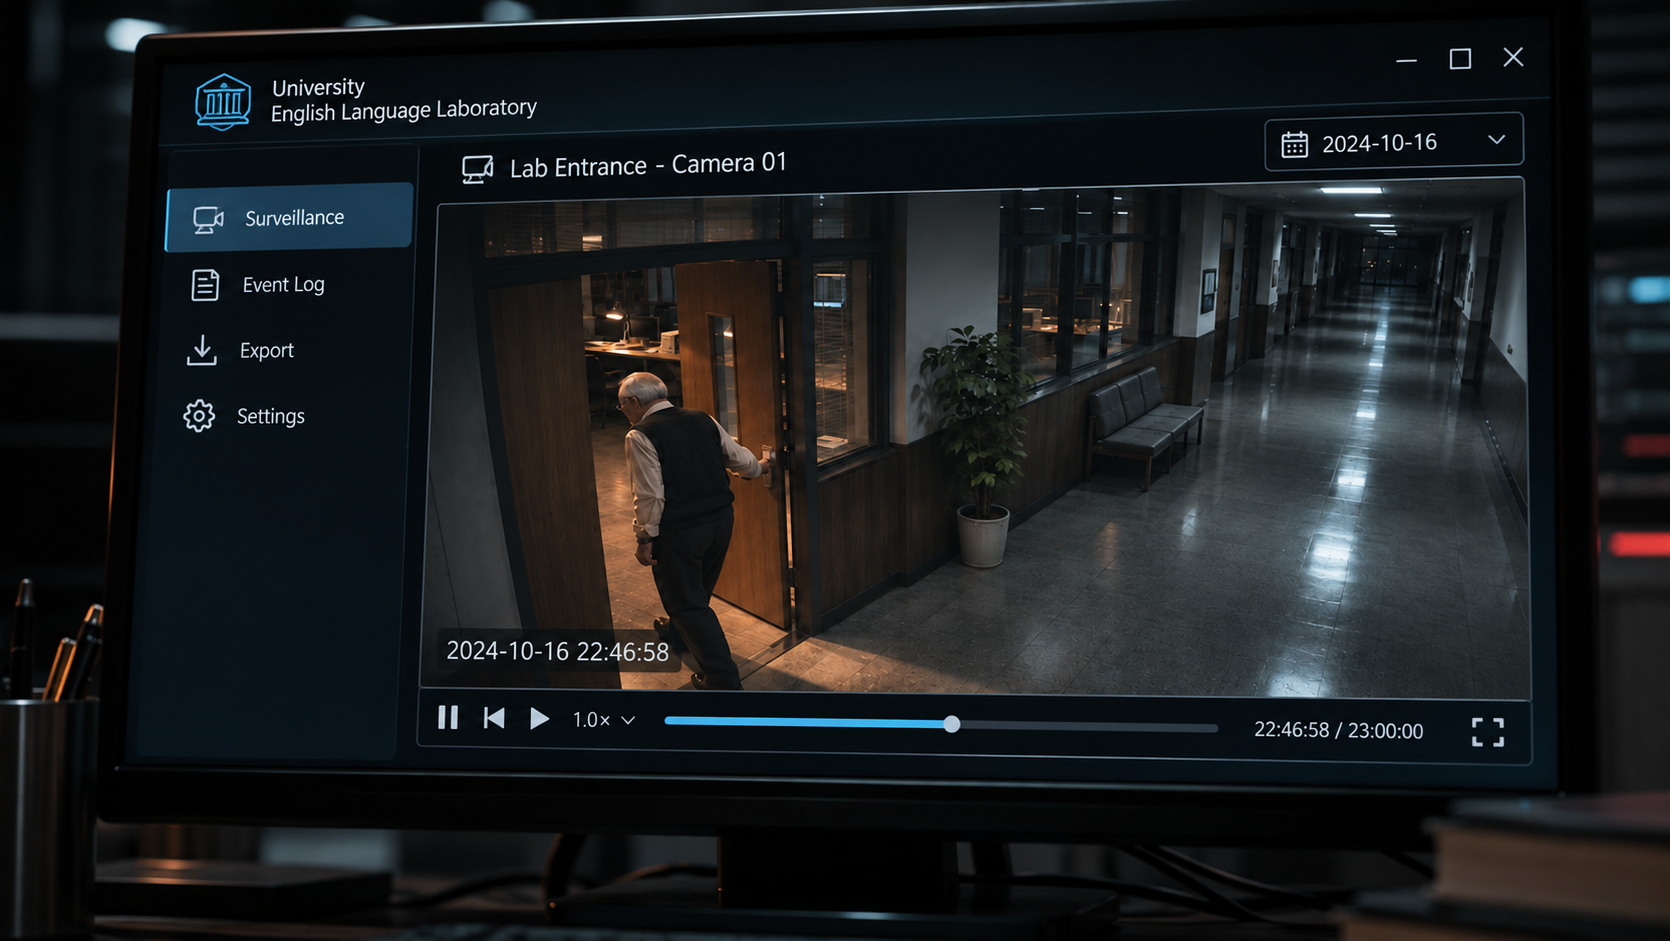 University
English Language Laboratory
Lab Entrance - Camera 01
2024-10-16
Surveillance
Event Log
Export
Settings
2024-10-16 22:46:58
1.0×
22:46:58 / 23:00:00